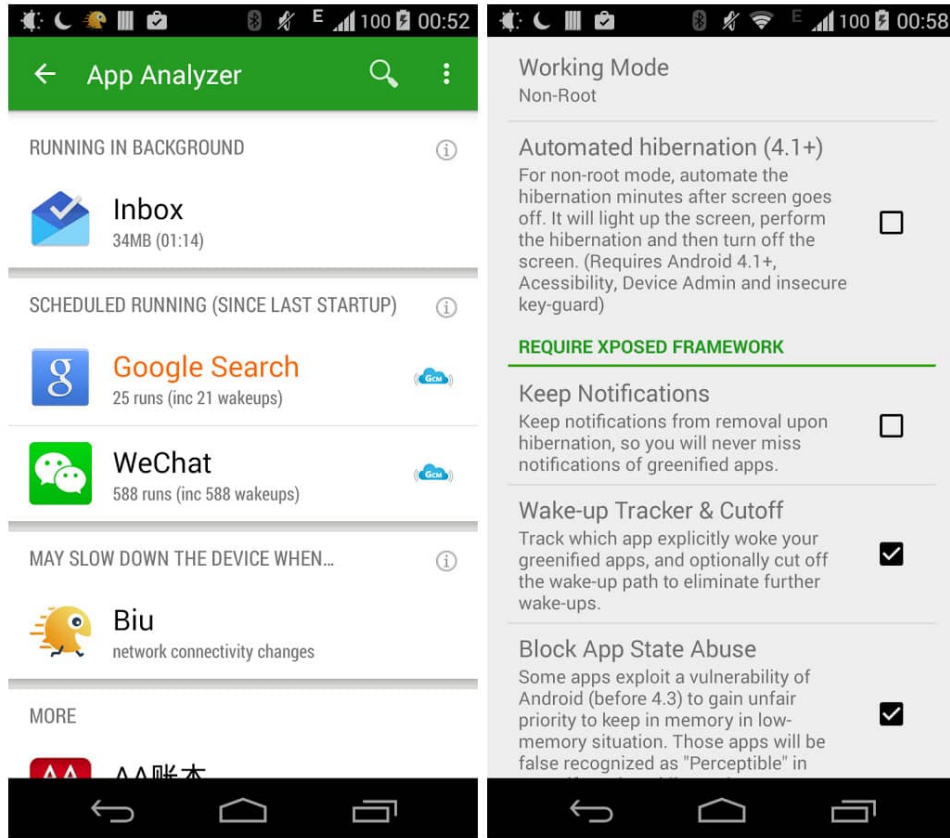 E 100 00:52
App Analyzer
RUNNING IN BACKGROUND
Inbox
34MB (01:14)
SCHEDULED RUNNING (SINCE LAST STARTUP)
g
Google Search
25 runs (inc 21 wakeups)
GCM
WeChat
588 runs (inc 588 wakeups)
GCM
MAY SLOW DOWN THE DEVICE WHEN...
Biu
network connectivity changes
MORE
AA账本
E 100 00:58
Working Mode
Non-Root
Automated hibernation (4.1+)
For non-root mode, automate the
hibernation minutes after screen goes
off. It will light up the screen, perform
the hibernation and then turn off the
screen. (Requires Android 4.1+,
Acessibility, Device Admin and insecure
key-guard)
REQUIRE XPOSED FRAMEWORK
Keep Notifications
Keep notifications from removal upon
hibernation, so you will never miss
notifications of greenified apps.
Wake-up Tracker & Cutoff
Track which app explicitly woke your
greenified apps, and optionally cut off
the wake-up path to eliminate further
wake-ups.
Block App State Abuse
Some apps exploit a vulnerability of
Android (before 4.3) to gain unfair
priority to keep in memory in low-
memory situation. Those apps will be
false recognized as "Perceptible" in